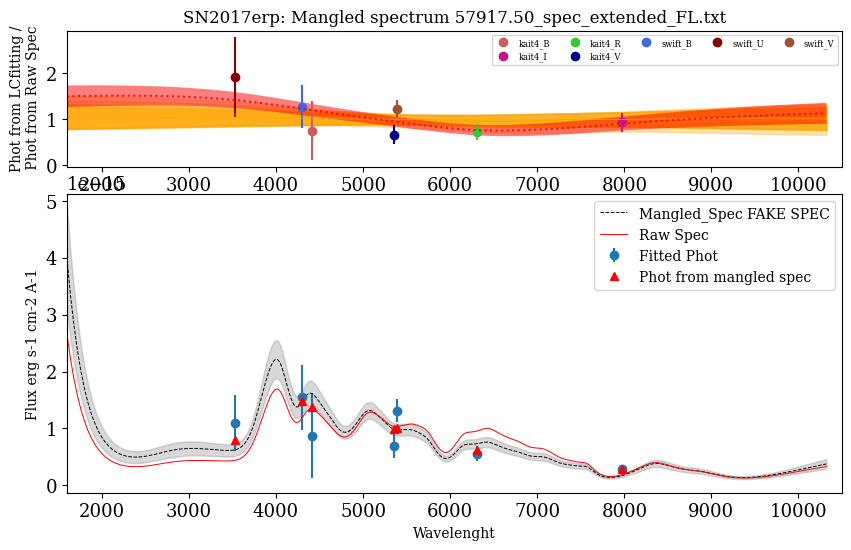 SN2017erp: Mangled spectrum 57917.50_spec_extended_FL.txt
Phot from LCfitting /
Phot from Raw Spec
kait4_B kait4_R swift_B swift_U swift_V
kait4_I kait4_V
2
1
0
2000 3000 4000 5000 6000 7000 8000 9000 10000
Flux erg s-1 cm-2 A-1
Mangled_Spec FAKE SPEC
Raw Spec
Fitted Phot
Phot from mangled spec
5
4
3
2
1
0
2000 3000 4000 5000 6000 7000 8000 9000 10000
Wavelenght